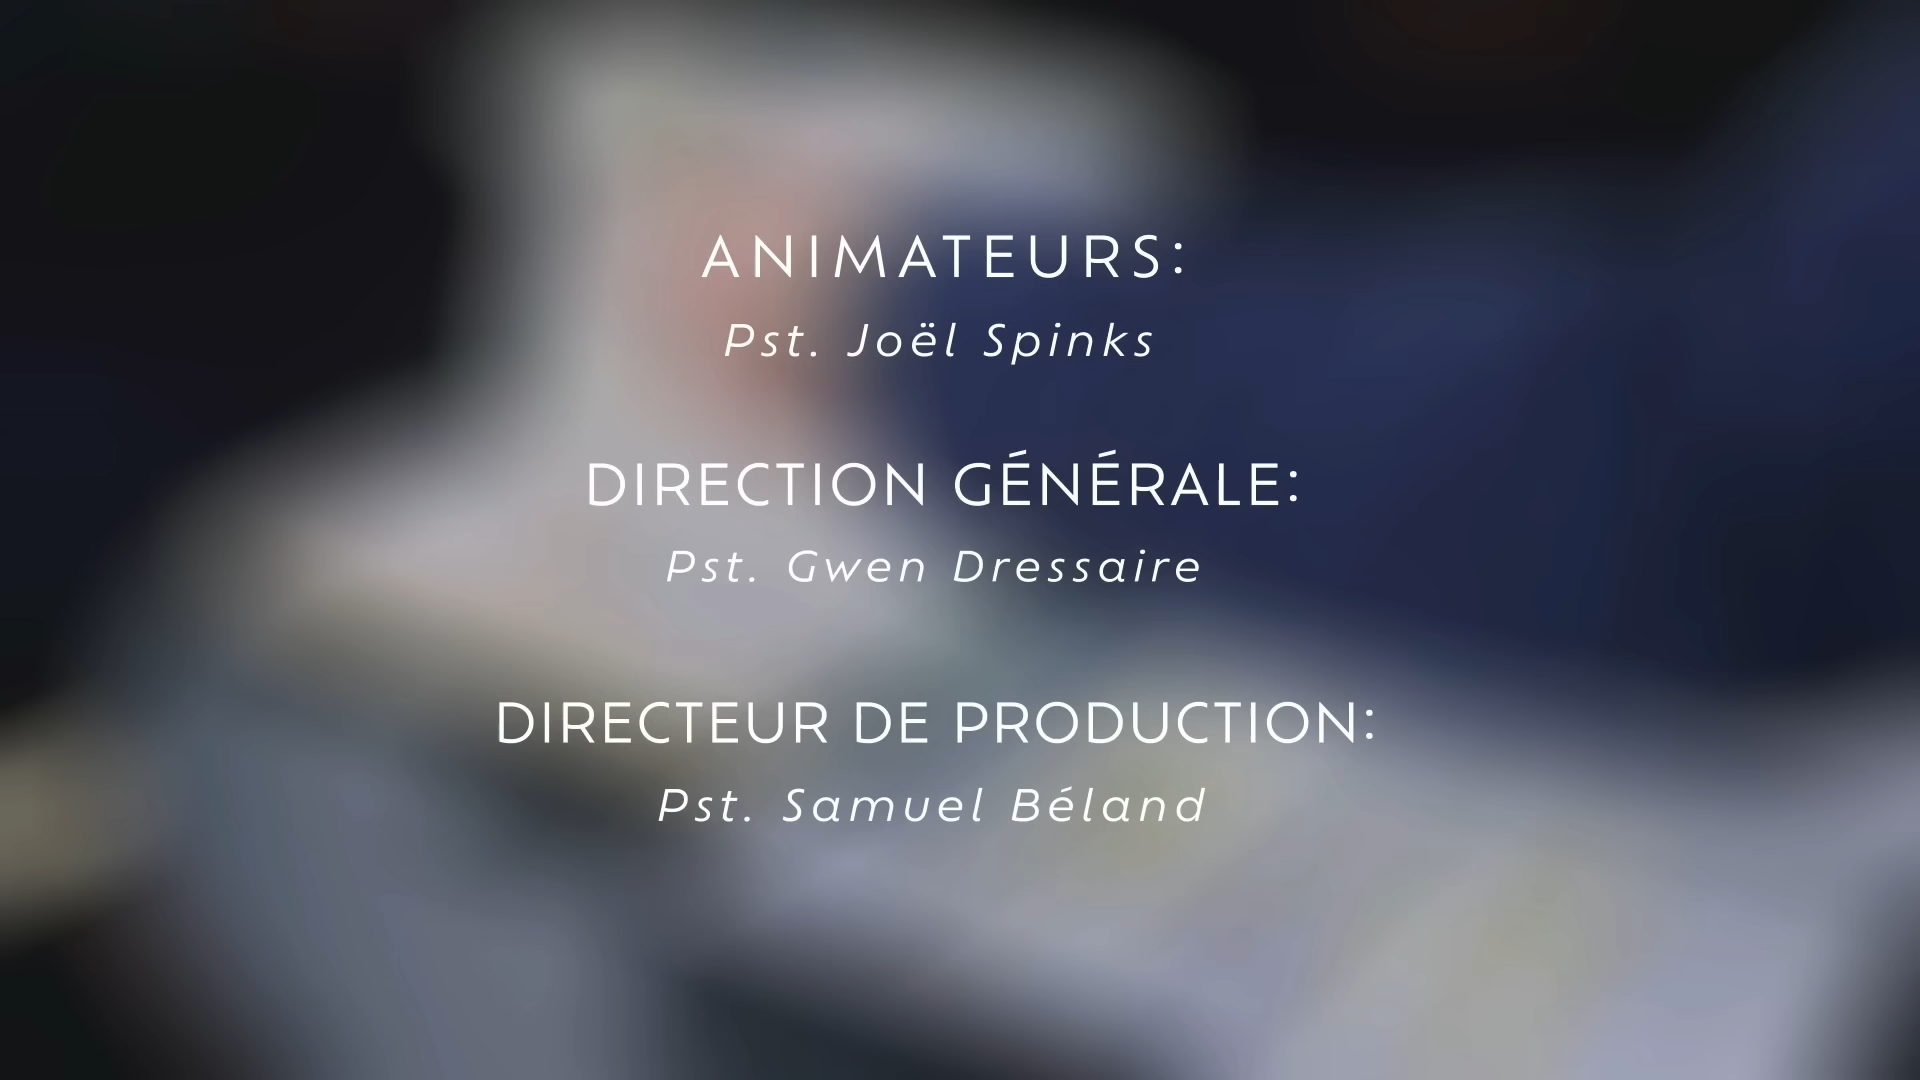 ANIMATEURS:
Pst. Joël Spinks
DIRECTION GÉNÉRALE:
Pst. Gwen Dressaire
DIRECTEUR DE PRODUCTION:
Pst. Samuel Béland